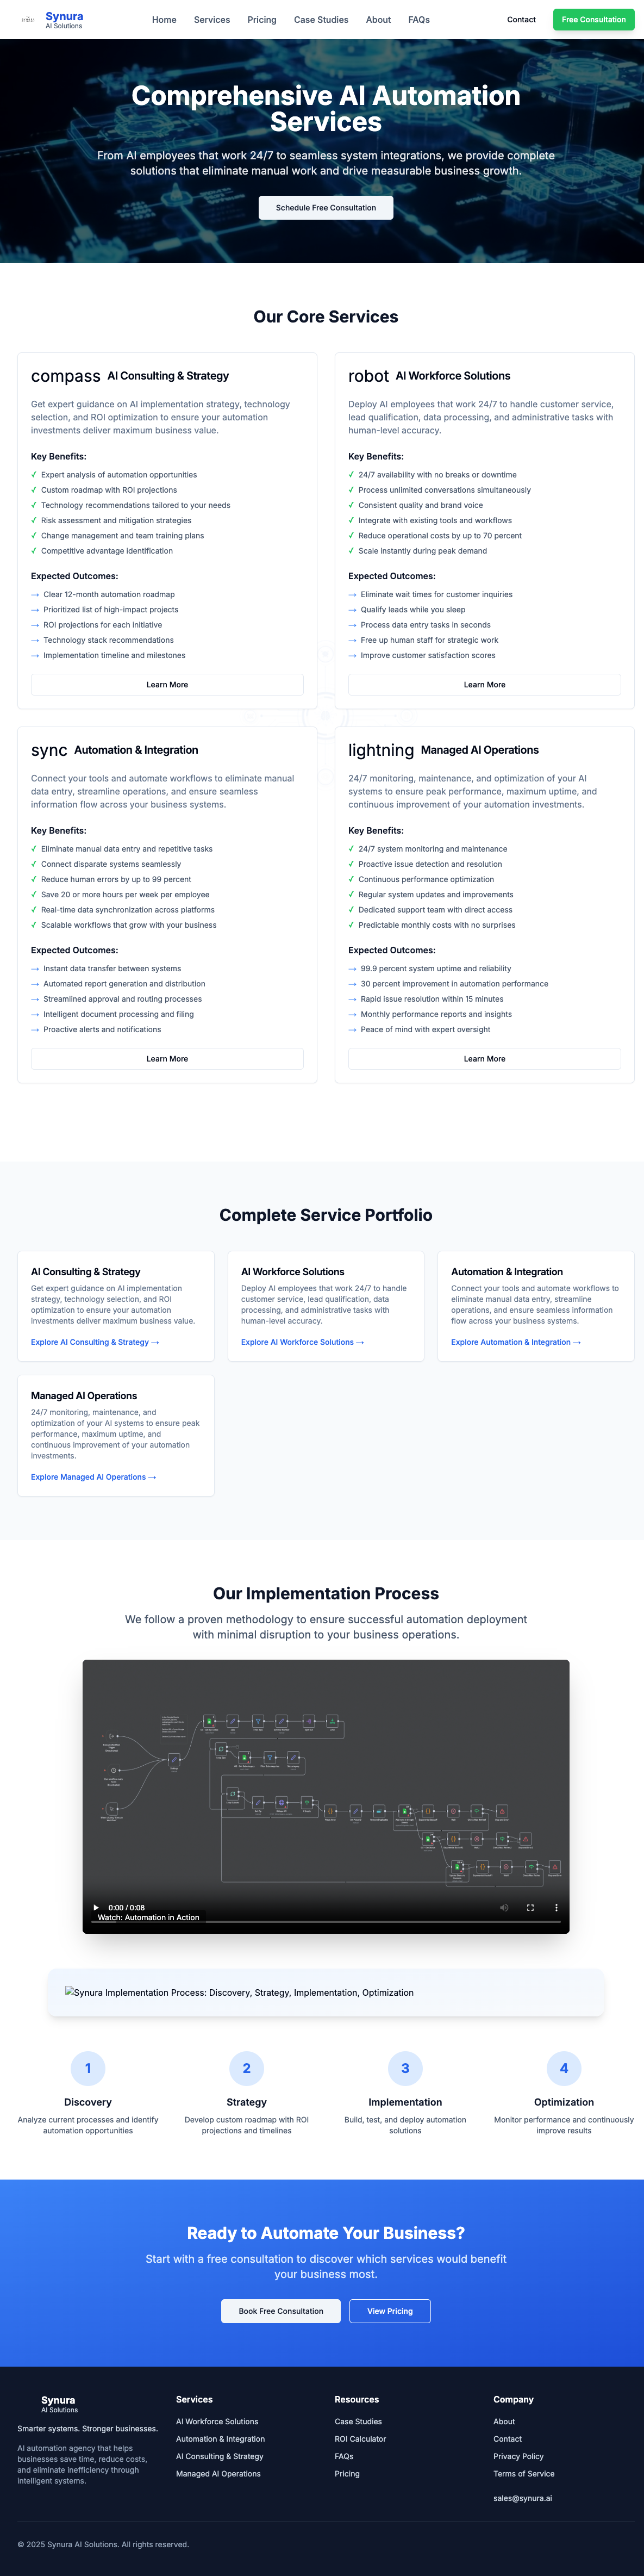 Synura
AI Solutions
Home
Services
Pricing
Case Studies
About
FAQs
Contact
Free Consultation
Comprehensive AI Automation
Services
From AI employees that work 24/7 to seamless system integrations, we provide complete
solutions that eliminate manual work and drive measurable business growth.
Schedule Free Consultation
Our Core Services
compass AI Consulting & Strategy
Get expert guidance on AI implementation strategy, technology
selection, and ROI optimization to ensure your automation
investments deliver maximum business value.
Key Benefits:
✓ Expert analysis of automation opportunities
✓ Custom roadmap with ROI projections
✓ Technology recommendations tailored to your needs
✓ Risk assessment and mitigation strategies
✓ Change management and team training plans
✓ Competitive advantage identification
Expected Outcomes:
→ Clear 12-month automation roadmap
→ Prioritized list of high-impact projects
→ ROI projections for each initiative
→ Technology stack recommendations
→ Implementation timeline and milestones
Learn More
robot AI Workforce Solutions
Deploy AI employees that work 24/7 to handle customer service,
lead qualification, data processing, and administrative tasks with
human-level accuracy.
Key Benefits:
✓ 24/7 availability with no breaks or downtime
✓ Process unlimited conversations simultaneously
✓ Consistent quality and brand voice
✓ Integrate with existing tools and workflows
✓ Reduce operational costs by up to 70 percent
✓ Scale instantly during peak demand
Expected Outcomes:
→ Eliminate wait times for customer inquiries
→ Qualify leads while you sleep
→ Process data entry tasks in seconds
→ Free up human staff for strategic work
→ Improve customer satisfaction scores
Learn More
sync Automation & Integration
Connect your tools and automate workflows to eliminate manual
data entry, streamline operations, and ensure seamless
information flow across your business systems.
Key Benefits:
✓ Eliminate manual data entry and repetitive tasks
✓ Connect disparate systems seamlessly
✓ Reduce human errors by up to 99 percent
✓ Save 20 or more hours per week per employee
✓ Real-time data synchronization across platforms
✓ Scalable workflows that grow with your business
Expected Outcomes:
→ Instant data transfer between systems
→ Automated report generation and distribution
→ Streamlined approval and routing processes
→ Intelligent document processing and filing
→ Proactive alerts and notifications
Learn More
lightning Managed AI Operations
24/7 monitoring, maintenance, and optimization of your AI
systems to ensure peak performance, maximum uptime, and
continuous improvement of your automation investments.
Key Benefits:
✓ 24/7 system monitoring and maintenance
✓ Proactive issue detection and resolution
✓ Continuous performance optimization
✓ Regular system updates and improvements
✓ Dedicated support team with direct access
✓ Predictable monthly costs with no surprises
Expected Outcomes:
→ 99.9 percent system uptime and reliability
→ 30 percent improvement in automation performance
→ Rapid issue resolution within 15 minutes
→ Monthly performance reports and insights
→ Peace of mind with expert oversight
Learn More
Complete Service Portfolio
AI Consulting & Strategy
Get expert guidance on AI implementation
strategy, technology selection, and ROI
optimization to ensure your automation
investments deliver maximum business value.
Explore AI Consulting & Strategy →
AI Workforce Solutions
Deploy AI employees that work 24/7 to handle
customer service, lead qualification, data
processing, and administrative tasks with
human-level accuracy.
Explore AI Workforce Solutions →
Automation & Integration
Connect your tools and automate workflows to
eliminate manual data entry, streamline
operations, and ensure seamless information
flow across your business systems.
Explore Automation & Integration →
Managed AI Operations
24/7 monitoring, maintenance, and
optimization of your AI systems to ensure peak
performance, maximum uptime, and
continuous improvement of your automation
investments.
Explore Managed AI Operations →
Our Implementation Process
We follow a proven methodology to ensure successful automation deployment
with minimal disruption to your business operations.
0:00 / 0:08
Watch: Automation in Action
Synura Implementation Process: Discovery, Strategy, Implementation, Optimization
1
Discovery
Analyze current processes and identify
automation opportunities
2
Strategy
Develop custom roadmap with ROI
projections and timelines
3
Implementation
Build, test, and deploy automation
solutions
4
Optimization
Monitor performance and continuously
improve results
Ready to Automate Your Business?
Start with a free consultation to discover which services would benefit
your business most.
Book Free Consultation
View Pricing
Synura
AI Solutions
Smarter systems. Stronger businesses.
AI automation agency that helps
businesses save time, reduce costs,
and eliminate inefficiency through
intelligent systems.
Services
AI Workforce Solutions
Automation & Integration
AI Consulting & Strategy
Managed AI Operations
Resources
Case Studies
ROI Calculator
FAQs
Pricing
Company
About
Contact
Privacy Policy
Terms of Service
sales@synura.ai
© 2025 Synura AI Solutions. All rights reserved.